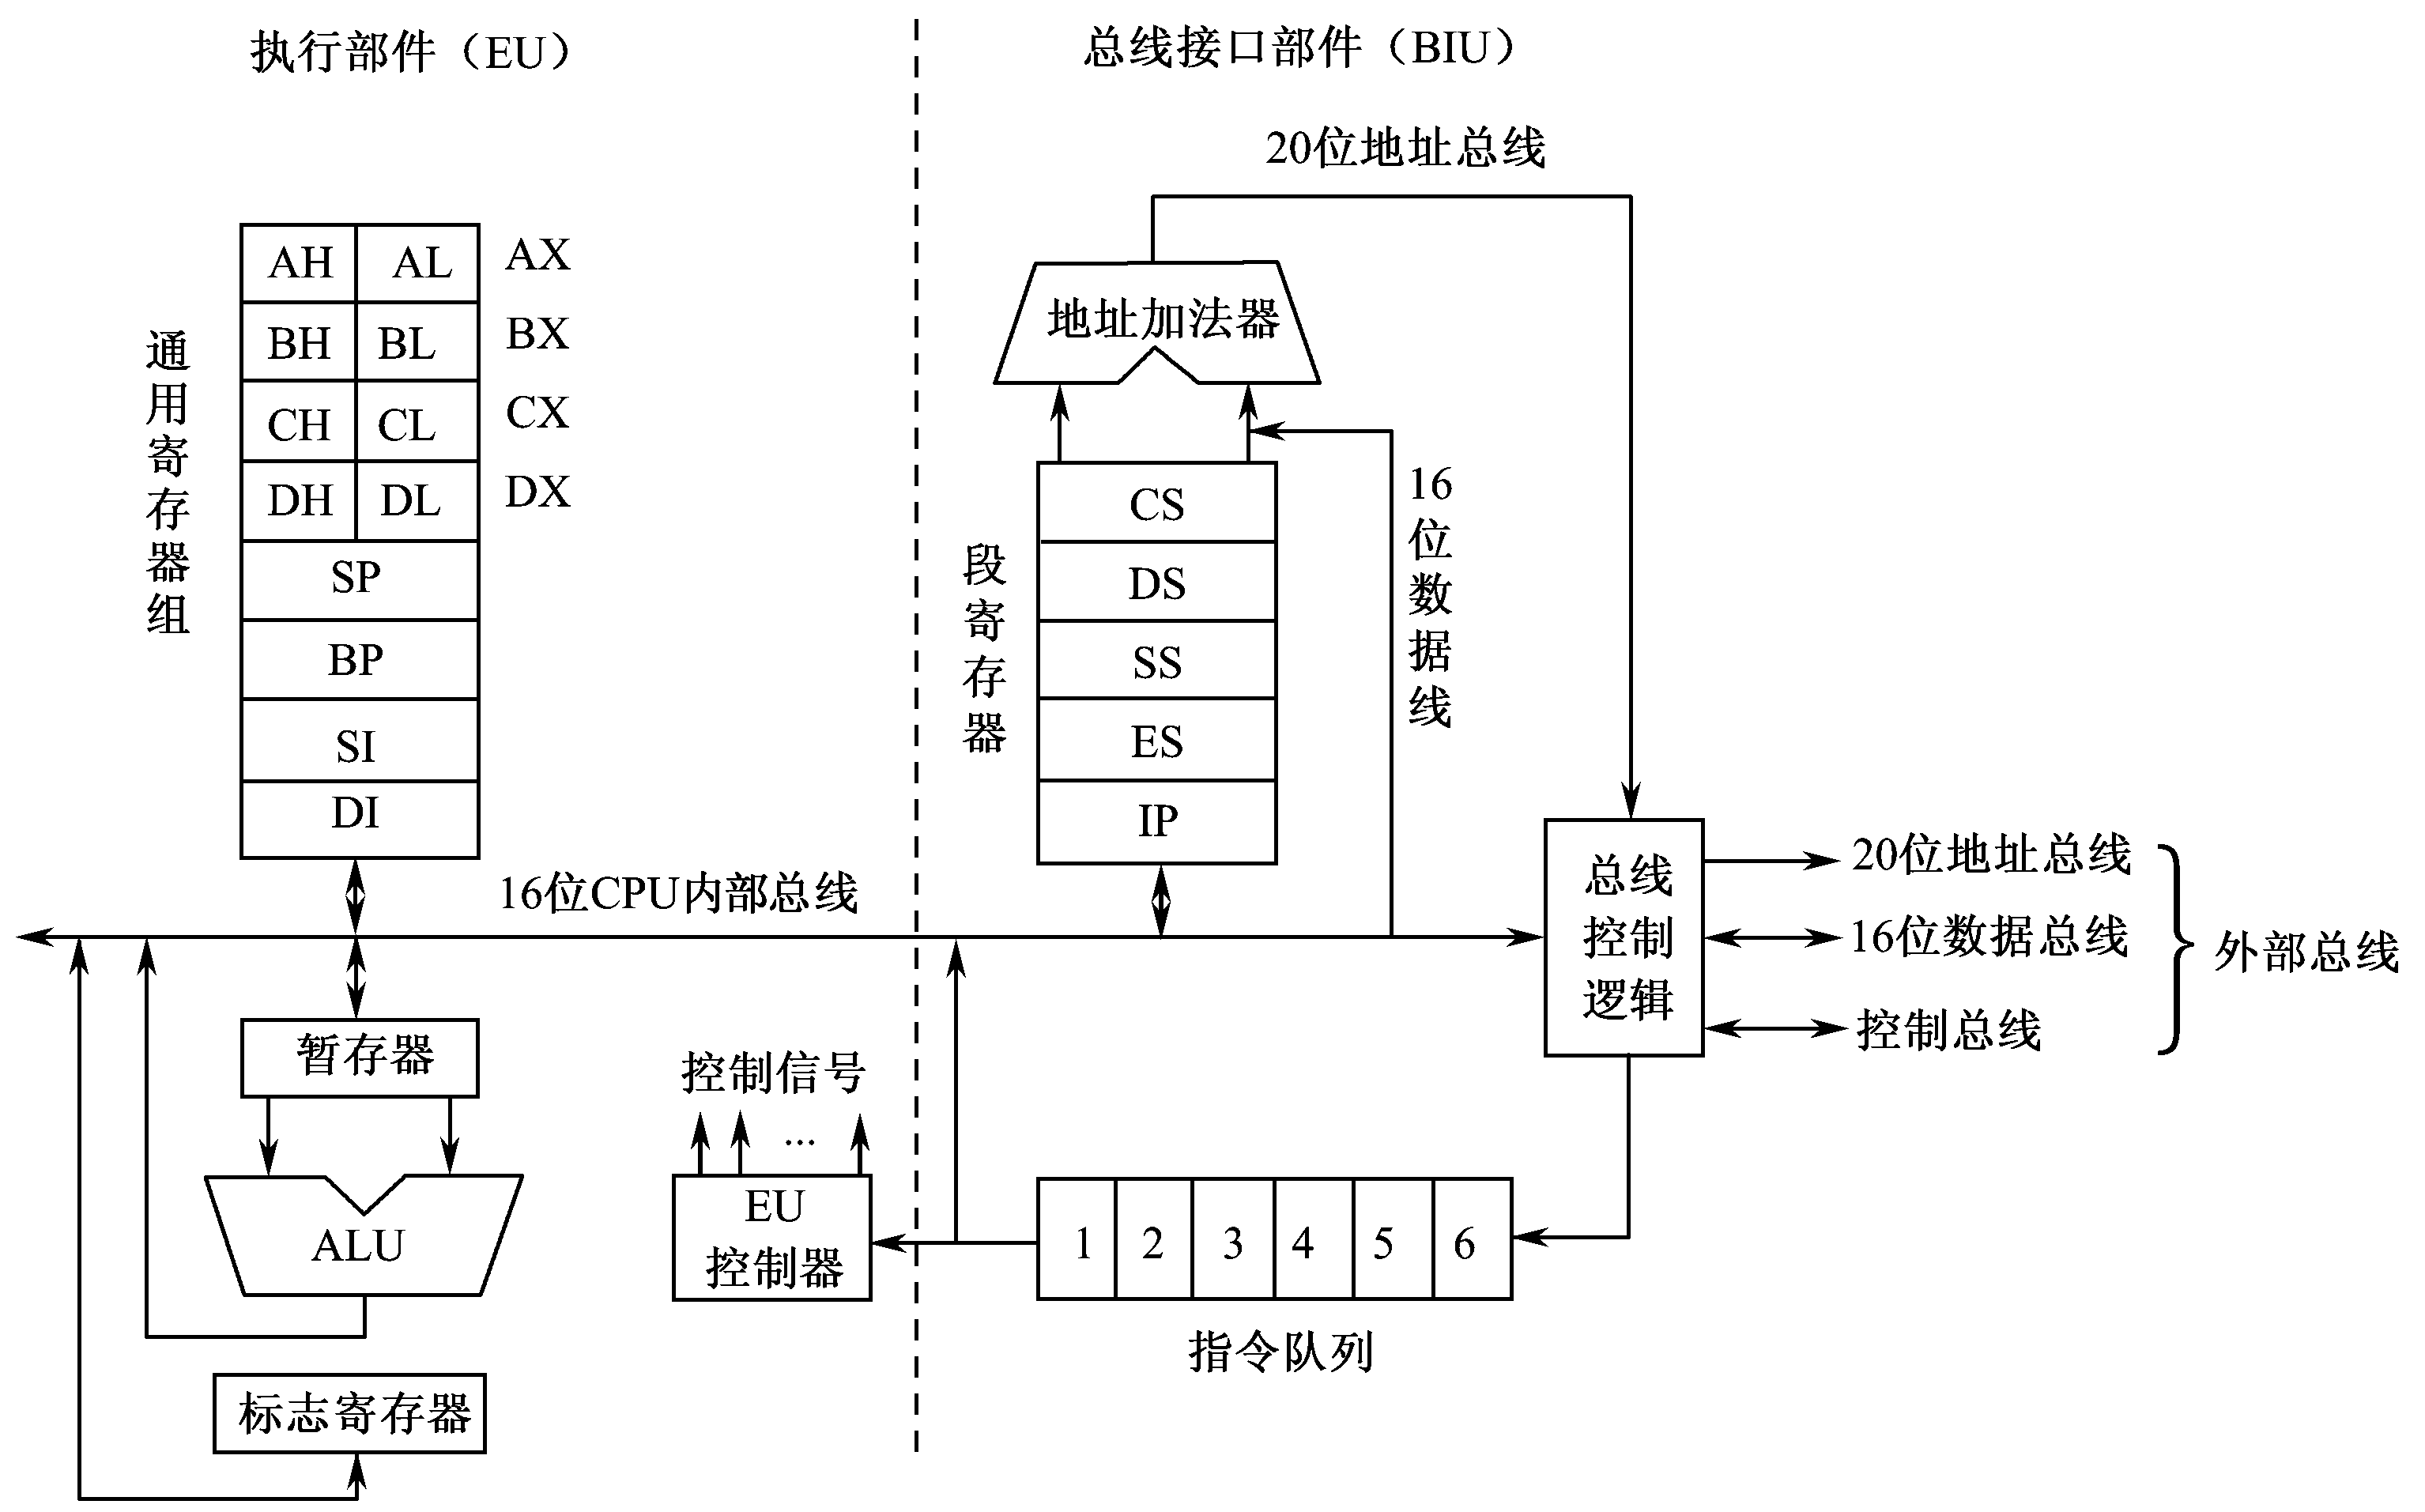 执行部件（EU）
总线接口部件（BIU）
20位地址总线
AH AL AX
BH BL BX
CH CL CX
DH DL DX
SP
BP
SI
DI
通用寄存器组
地址加法器
CS
DS
SS
ES
IP
段寄存器
16位数据线
16位CPU内部总线
总线控制逻辑
20位地址总线
16位数据总线
控制总线
外部总线
暂存器
ALU
标志寄存器
控制信号
...
EU
控制器
1 2 3 4 5 6
指令队列